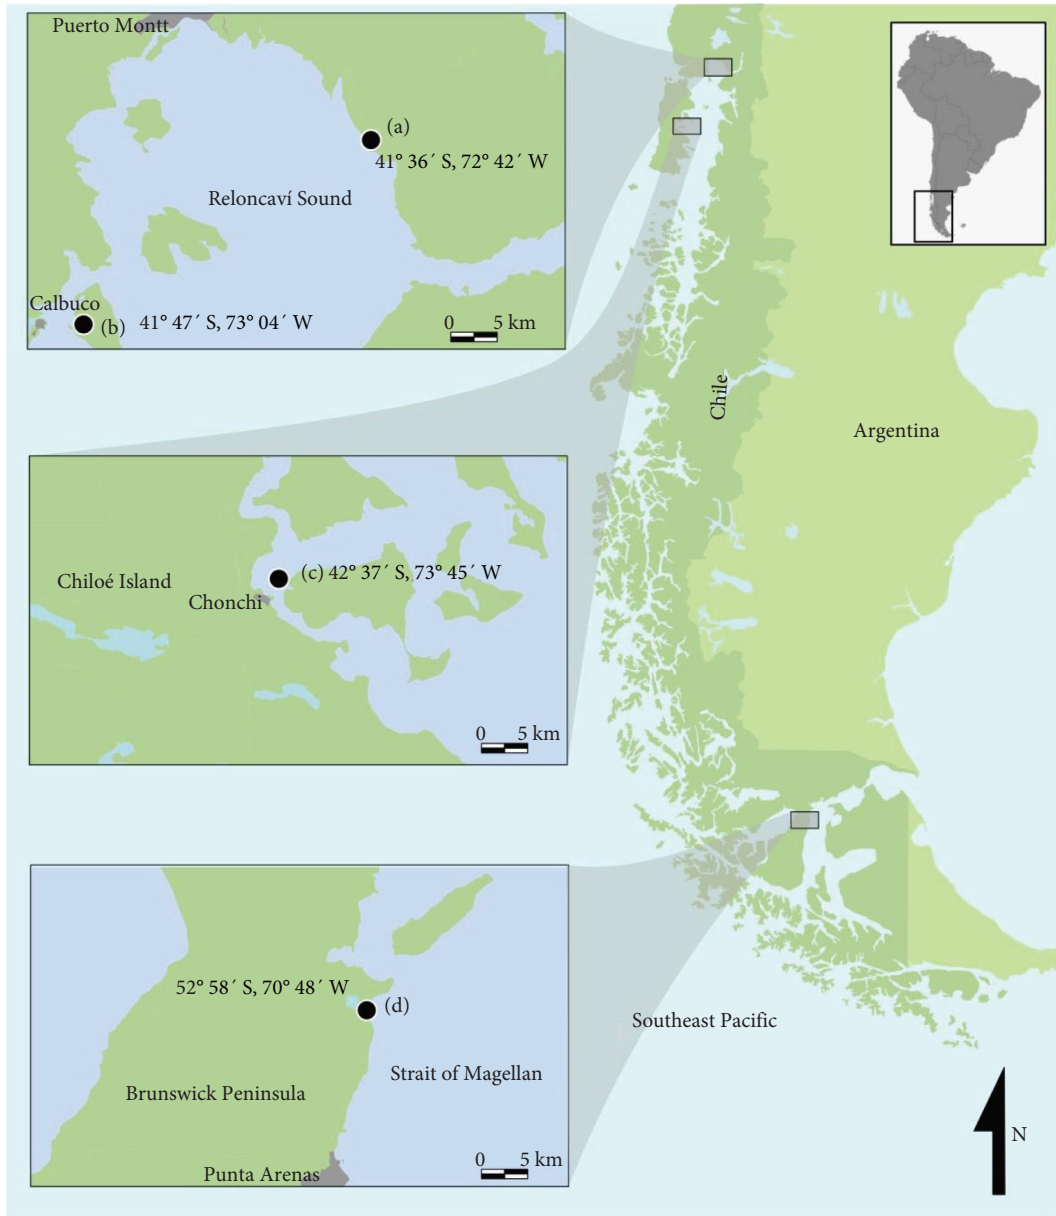 Puerto Montt
(a)
41° 36´ S, 72° 42´ W
Reloncaví Sound
Calbuco
(b)
41° 47´ S, 73° 04´ W
0 5 km
Chiloé Island
(c) 42° 37´ S, 73° 45´ W
Chonchi
0 5 km
52° 58´ S, 70° 48´ W
(d)
Brunswick Peninsula
Strait of Magellan
Punta Arenas
0 5 km
Chile
Argentina
Southeast Pacific
N